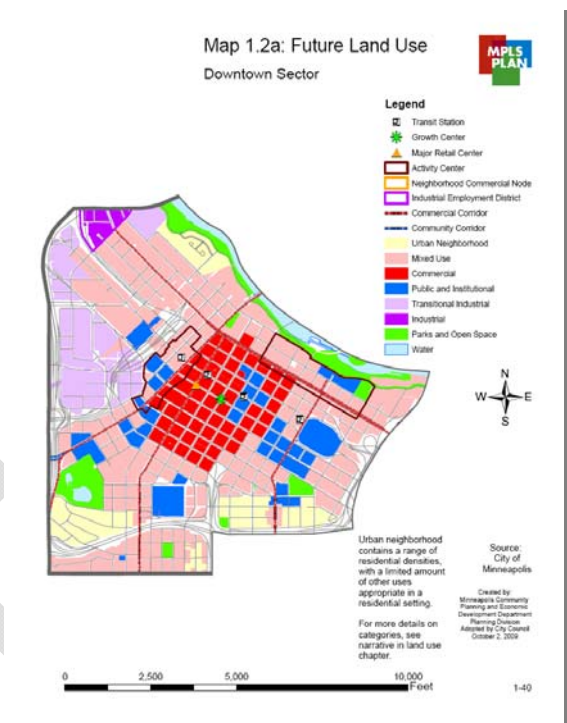 Map 1.2a: Future Land Use
Downtown Sector
MPLS
PLAN
Legend
Transit Station
Growth Center
Major Retail Center
Activity Center
Neighborhood Commercial Node
Industrial Employment District
Commercial Corridor
Community Corridor
Urban Neighborhood
Mixed Use
Commercial
Public and Institutional
Transitional Industrial
Industrial
Parks and Open Space
Water
N
W
E
S
Urban neighborhood
contains a range of
residential densities,
with a limited amount
of other uses
appropriate in a
residential setting.
For more details on
categories, see
narrative in land use
chapter.
Source:
City of
Minneapolis
Created by:
Minneapolis Community
Planning and Economic
Development Department
Planning Division
Adopted by City Council
October 2, 2009
0
2,500
5,000
10,000
Feet
1-40